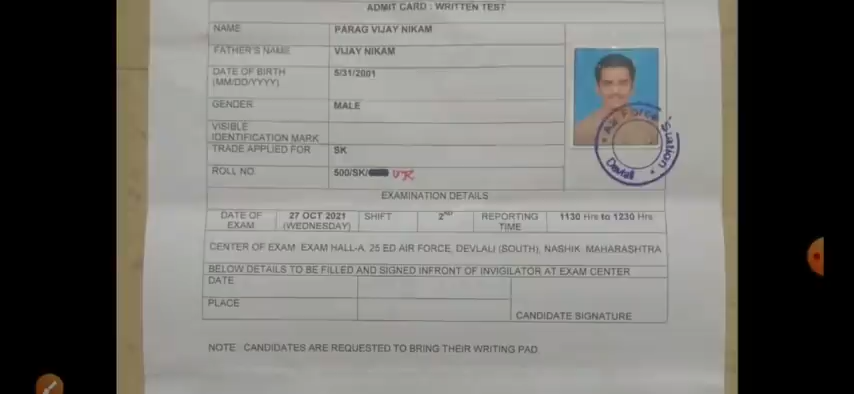 ADMIT CARD : WRITTEN TEST
NAME PARAG VIJAY NIKAM
FATHER'S NAME VIJAY NIKAM
DATE OF BIRTH 5/31/2001
(MM/DD/YYYY)
GENDER MALE
VISIBLE
IDENTIFICATION MARK
TRADE APPLIED FOR SK
ROLL NO. 500/SK/
Air Force Station Devlali
EXAMINATION DETAILS
DATE OF 27 OCT 2021 SHIFT 2ND REPORTING 1130 Hrs to 1230 Hrs
EXAM (WEDNESDAY) TIME
CENTER OF EXAM EXAM HALL-A, 25 ED AIR FORCE, DEVLALI (SOUTH), NASHIK MAHARASHTRA
BELOW DETAILS TO BE FILLED AND SIGNED INFRONT OF INVIGILATOR AT EXAM CENTER
DATE
PLACE
CANDIDATE SIGNATURE
NOTE CANDIDATES ARE REQUESTED TO BRING THEIR WRITING PAD